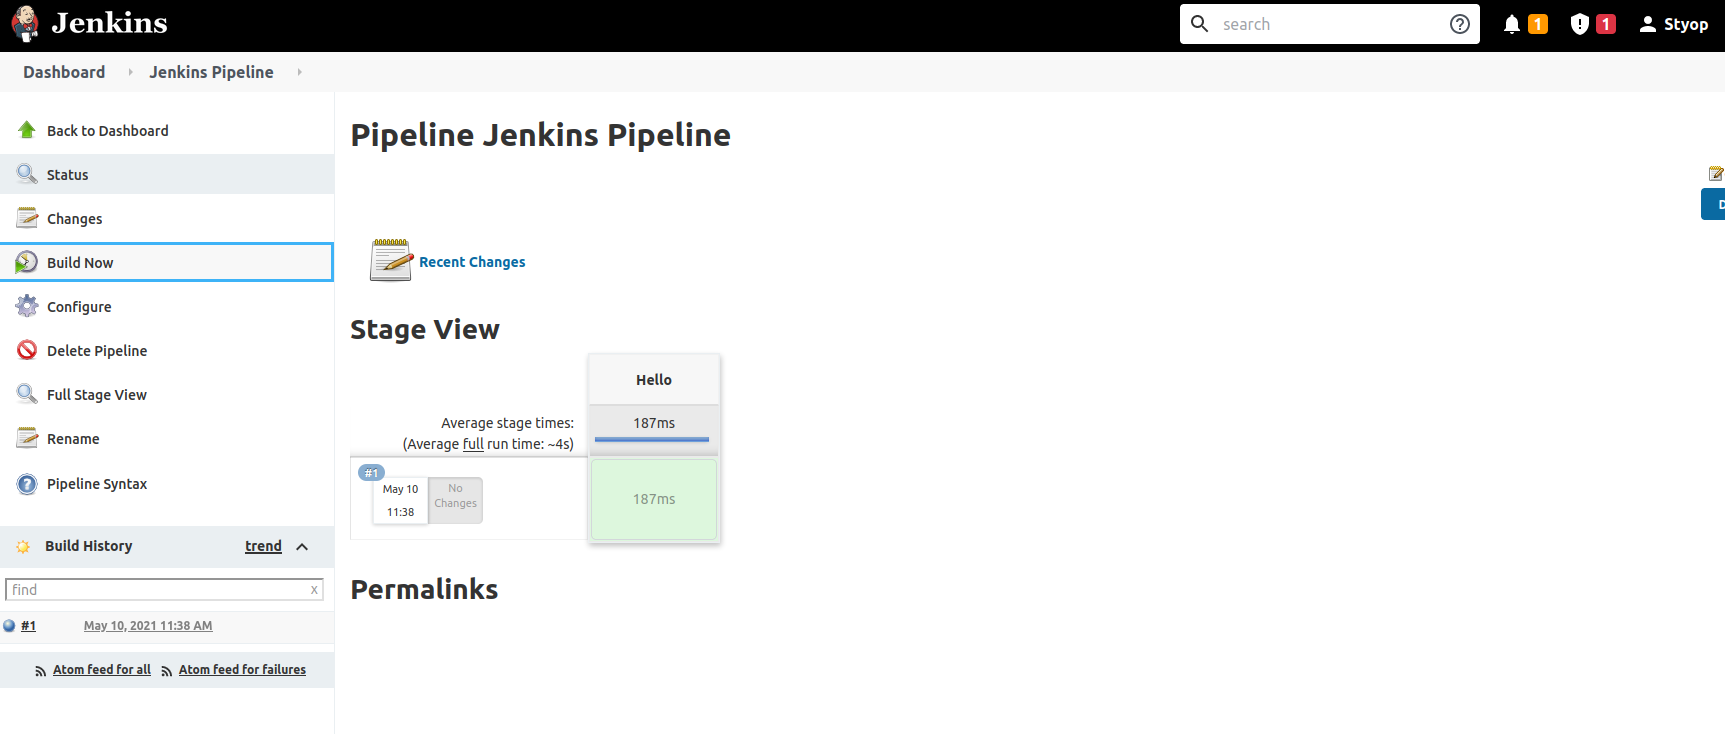 Jenkins
search
1
1
Styop
Dashboard
Jenkins Pipeline
Back to Dashboard
Status
Changes
Build Now
Configure
Delete Pipeline
Full Stage View
Rename
Pipeline Syntax
Build History
trend
find
x
#1
May 10, 2021 11:38 AM
Atom feed for all
Atom feed for failures
Pipeline Jenkins Pipeline
D
Recent Changes
Stage View
Hello
Average stage times:
(Average full run time: ~4s)
187ms
#1
May 10
11:38
No
Changes
187ms
Permalinks